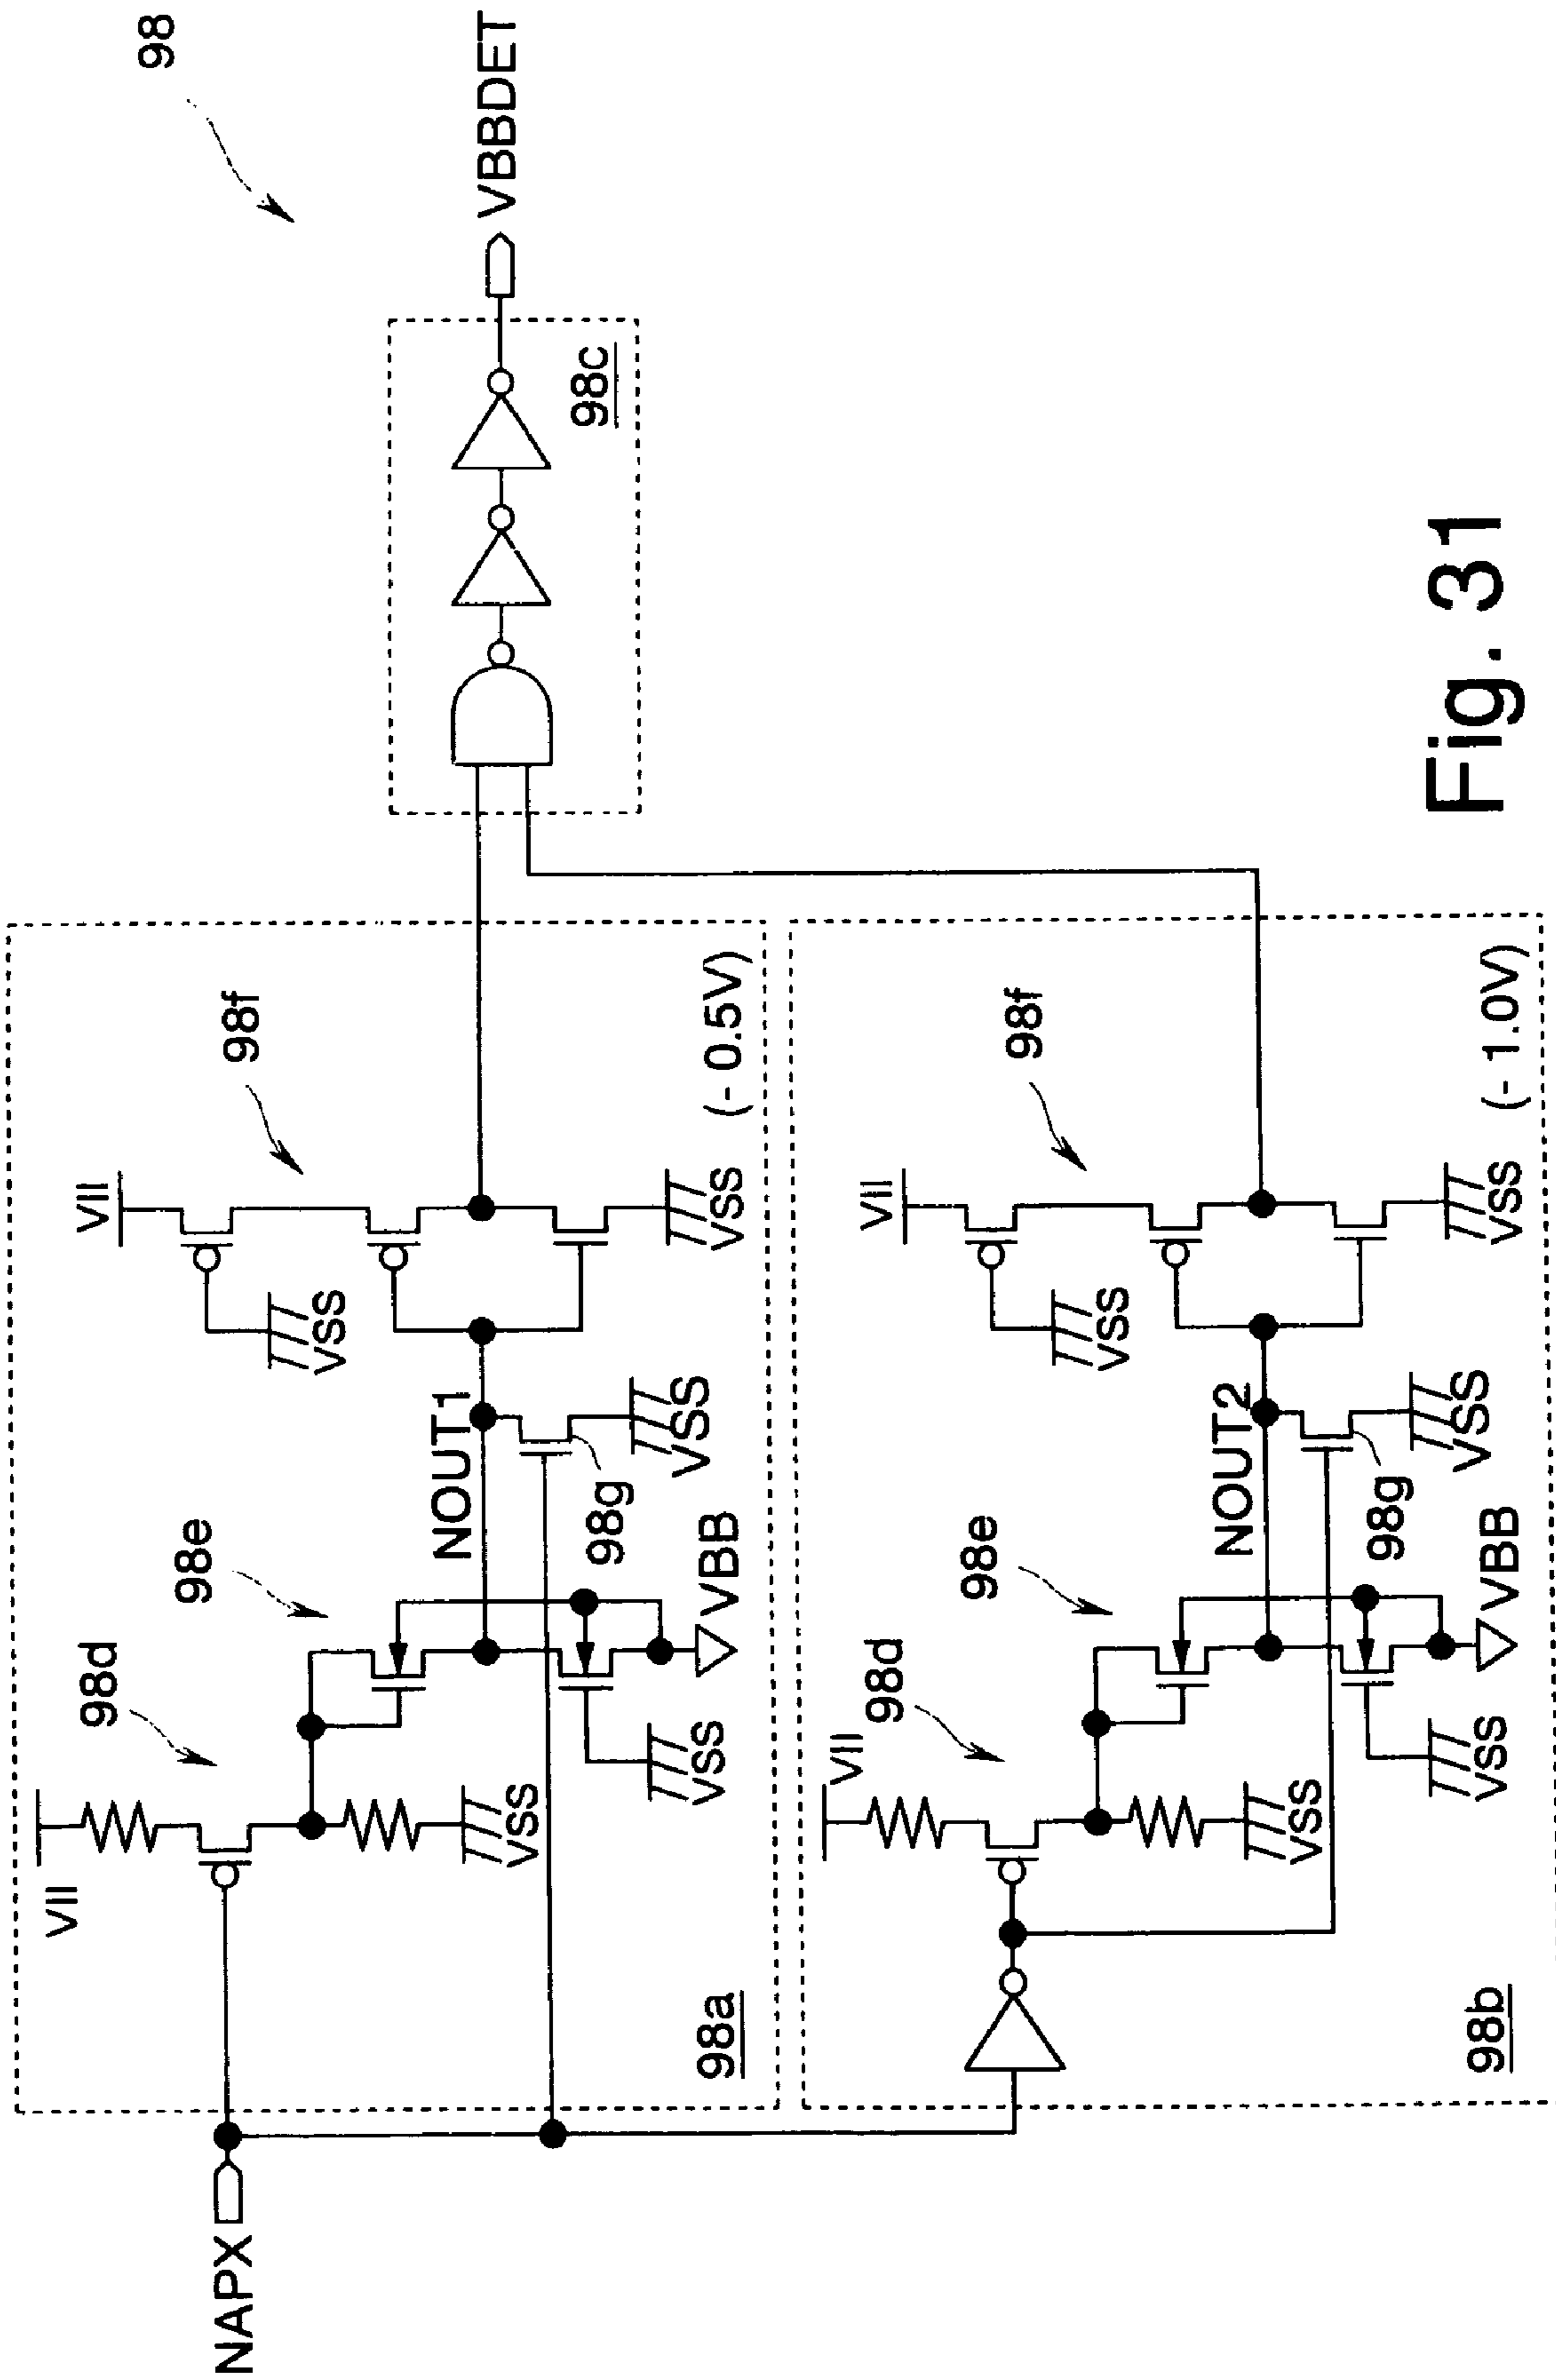 98
NAPX
VBBDET
98c
98a
VII
98d
VSS
98e
VSS
VBB
NOUT1
98g
VSS
VII
VSS
98f
VSS
(- 0.5V)
98b
VII
98d
VSS
98e
VSS
VBB
NOUT2
98g
VSS
VII
VSS
98f
VSS
(- 1.0V)
Fig. 31